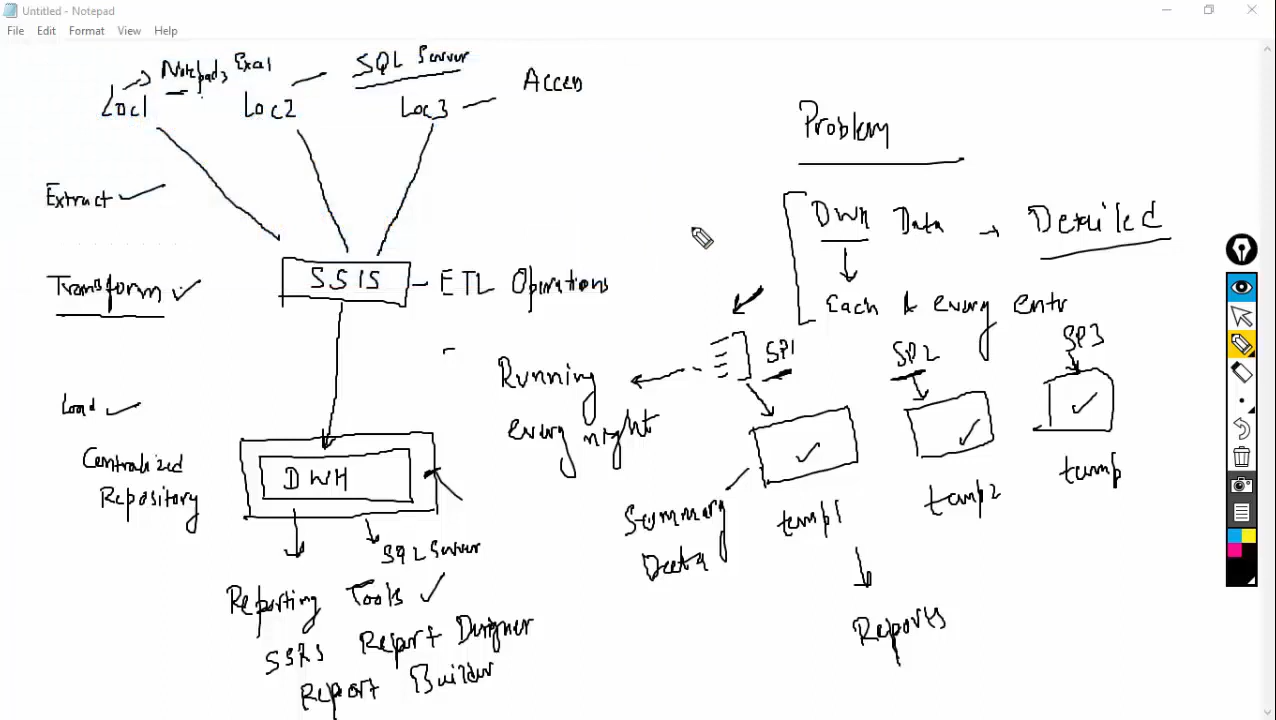 Untitled - Notepad
File Edit Format View Help
Notepad, Excel
SQL Server
Access
Loc1
Loc2
Loc3
Problem
Extract
DWH Data → Detailed
Transform
SSIS
ETL Operations
Each & every entr
SP1
SP2
SP3
Running
every night
Load
Centralized
Repository
DWH
Summary
Data
temp1
temp2
temp
SQL Server
Reporting Tools
SSRS Report Designer
Report Builder
Reports